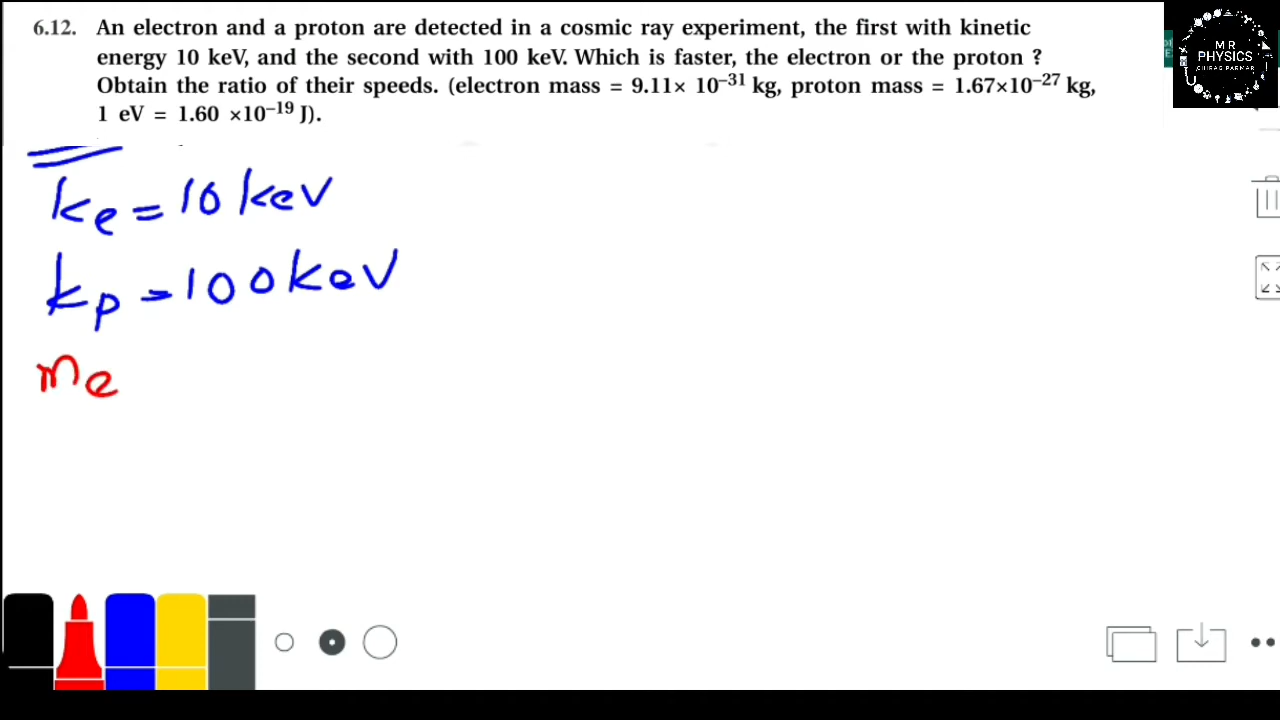 6.12. An electron and a proton are detected in a cosmic ray experiment, the first with kinetic
energy 10 keV, and the second with 100 keV. Which is faster, the electron or the proton ?
Obtain the ratio of their speeds. (electron mass = 9.11× 10⁻³¹ kg, proton mass = 1.67×10⁻²⁷ kg,
1 eV = 1.60 ×10⁻¹⁹ J).
MR
PHYSICS
CHIRAG PARMAR
ke = 10 keV
kp = 100 keV
me